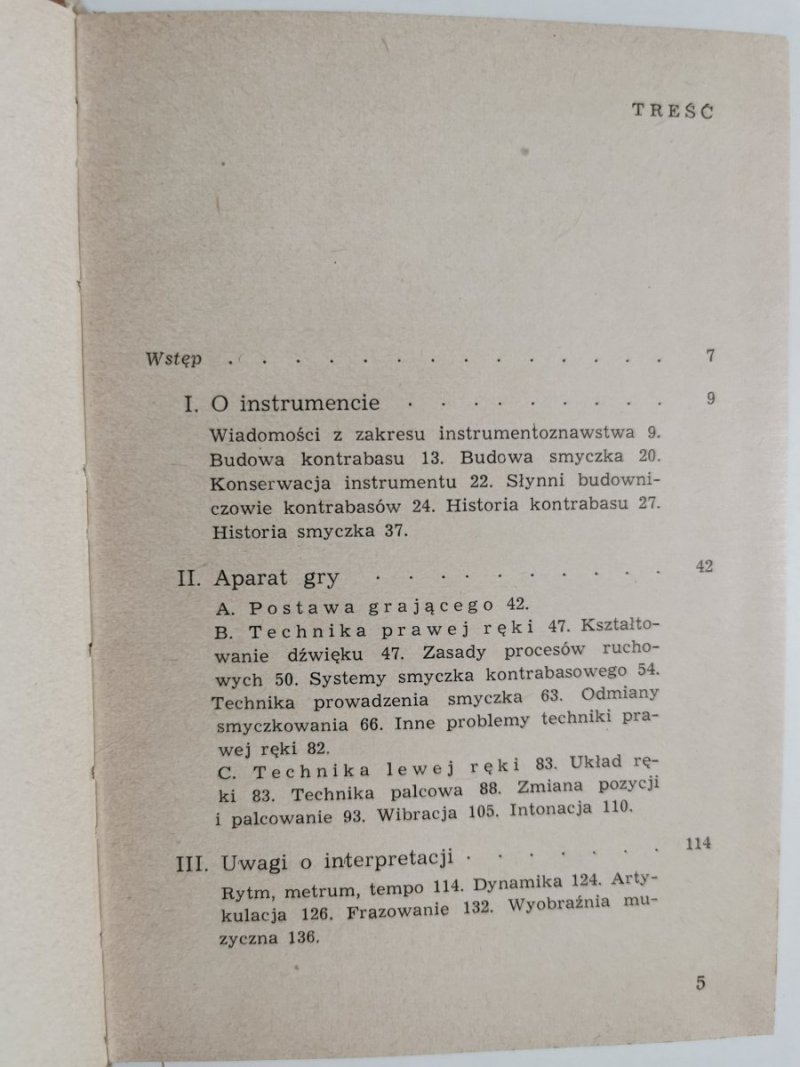 TREŚĆ
Wstęp . . . . . . . . . . . . . . 7
I. O instrumencie . . . . . . . . . 9
Wiadomości z zakresu instrumentoznawstwa 9.
Budowa kontrabasu 13. Budowa smyczka 20.
Konserwacja instrumentu 22. Słynni budowni-
czowie kontrabasów 24. Historia kontrabasu 27.
Historia smyczka 37.
II. Aparat gry . . . . . . . . . . 42
A. Postawa grającego 42.
B. Technika prawej ręki 47. Kształto-
wanie dźwięku 47. Zasady procesów rucho-
wych 50. Systemy smyczka kontrabasowego 54.
Technika prowadzenia smyczka 63. Odmiany
smyczkowania 66. Inne problemy techniki pra-
wej ręki 82.
C. Technika lewej ręki 83. Układ rę-
ki 83. Technika palcowa 88. Zmiana pozycji
i palcowanie 93. Wibracja 105. Intonacja 110.
III. Uwagi o interpretacji . . . . . . . 114
Rytm, metrum, tempo 114. Dynamika 124. Arty-
kulacja 126. Frazowanie 132. Wyobraźnia mu-
zyczna 136.
5